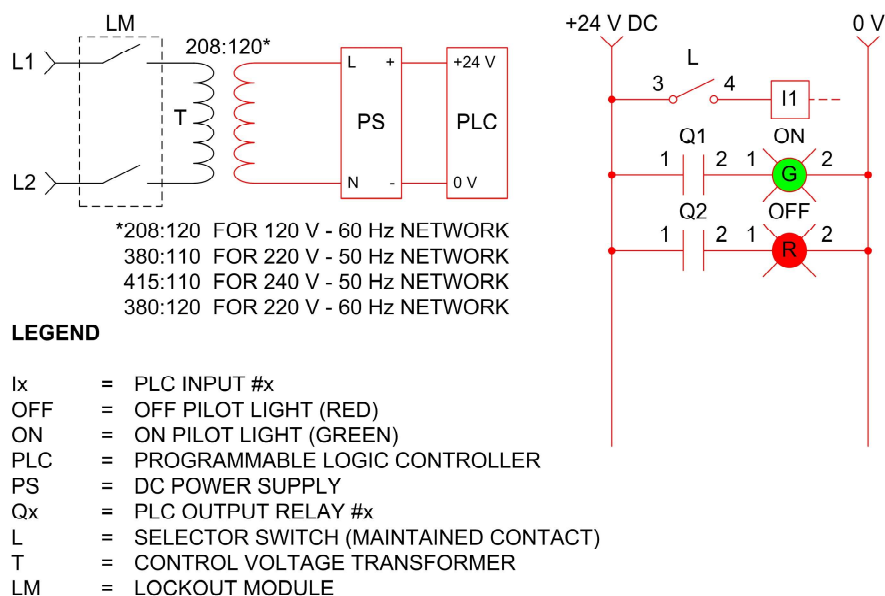 LM
+24 V DC
0 V
L1
208:120*
L + +24 V
L
3 4
I1
T
PS
PLC
Q1
ON
1 2 1 2
G
L2
N - 0 V
Q2
OFF
1 2 1 2
R
*208:120 FOR 120 V - 60 Hz NETWORK
380:110 FOR 220 V - 50 Hz NETWORK
415:110 FOR 240 V - 50 Hz NETWORK
380:120 FOR 220 V - 60 Hz NETWORK
LEGEND
Ix = PLC INPUT #x
OFF = OFF PILOT LIGHT (RED)
ON = ON PILOT LIGHT (GREEN)
PLC = PROGRAMMABLE LOGIC CONTROLLER
PS = DC POWER SUPPLY
Qx = PLC OUTPUT RELAY #x
L = SELECTOR SWITCH (MAINTAINED CONTACT)
T = CONTROL VOLTAGE TRANSFORMER
LM = LOCKOUT MODULE